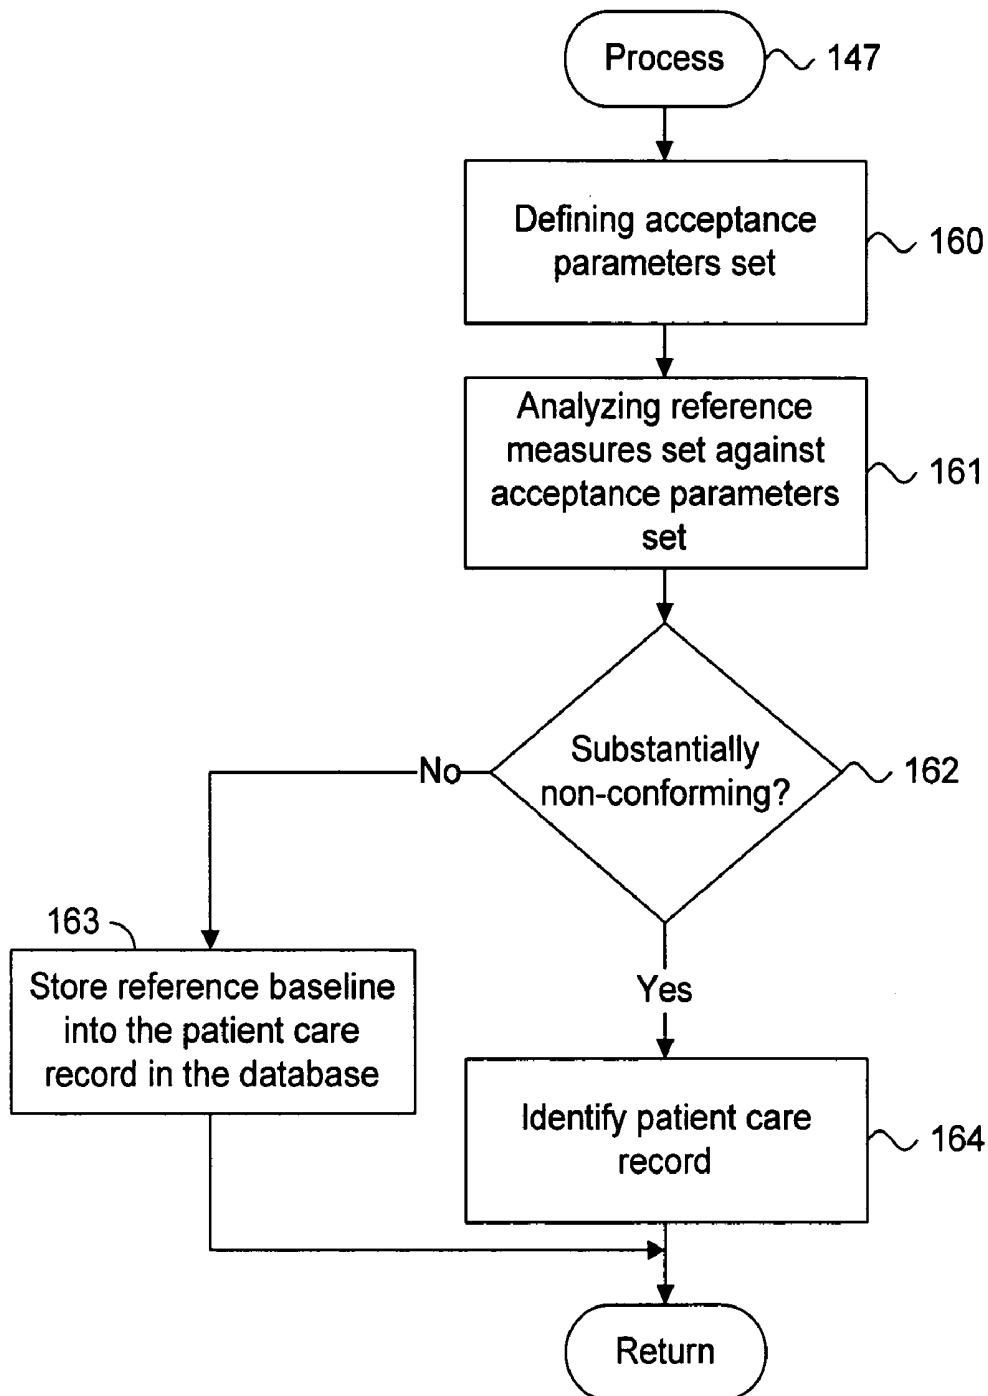 Process
147
Defining acceptance
parameters set
160
Analyzing reference
measures set against
acceptance parameters
set
161
Substantially
non-conforming?
162
No
163
Store reference baseline
into the patient care
record in the database
Yes
Identify patient care
record
164
Return